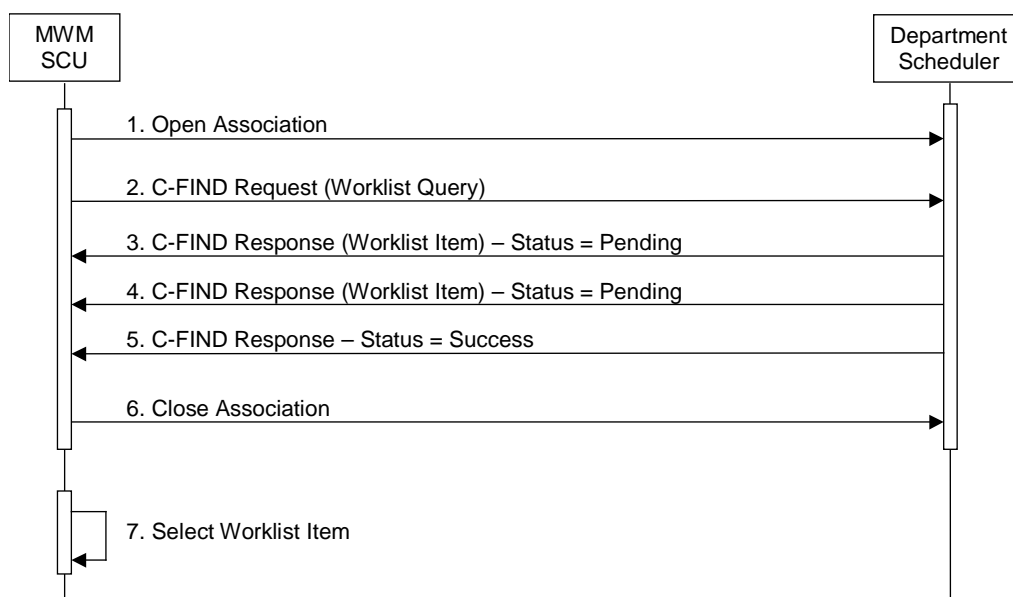 MWM
SCU
Department
Scheduler
1. Open Association
2. C-FIND Request (Worklist Query)
3. C-FIND Response (Worklist Item) – Status = Pending
4. C-FIND Response (Worklist Item) – Status = Pending
5. C-FIND Response – Status = Success
6. Close Association
7. Select Worklist Item